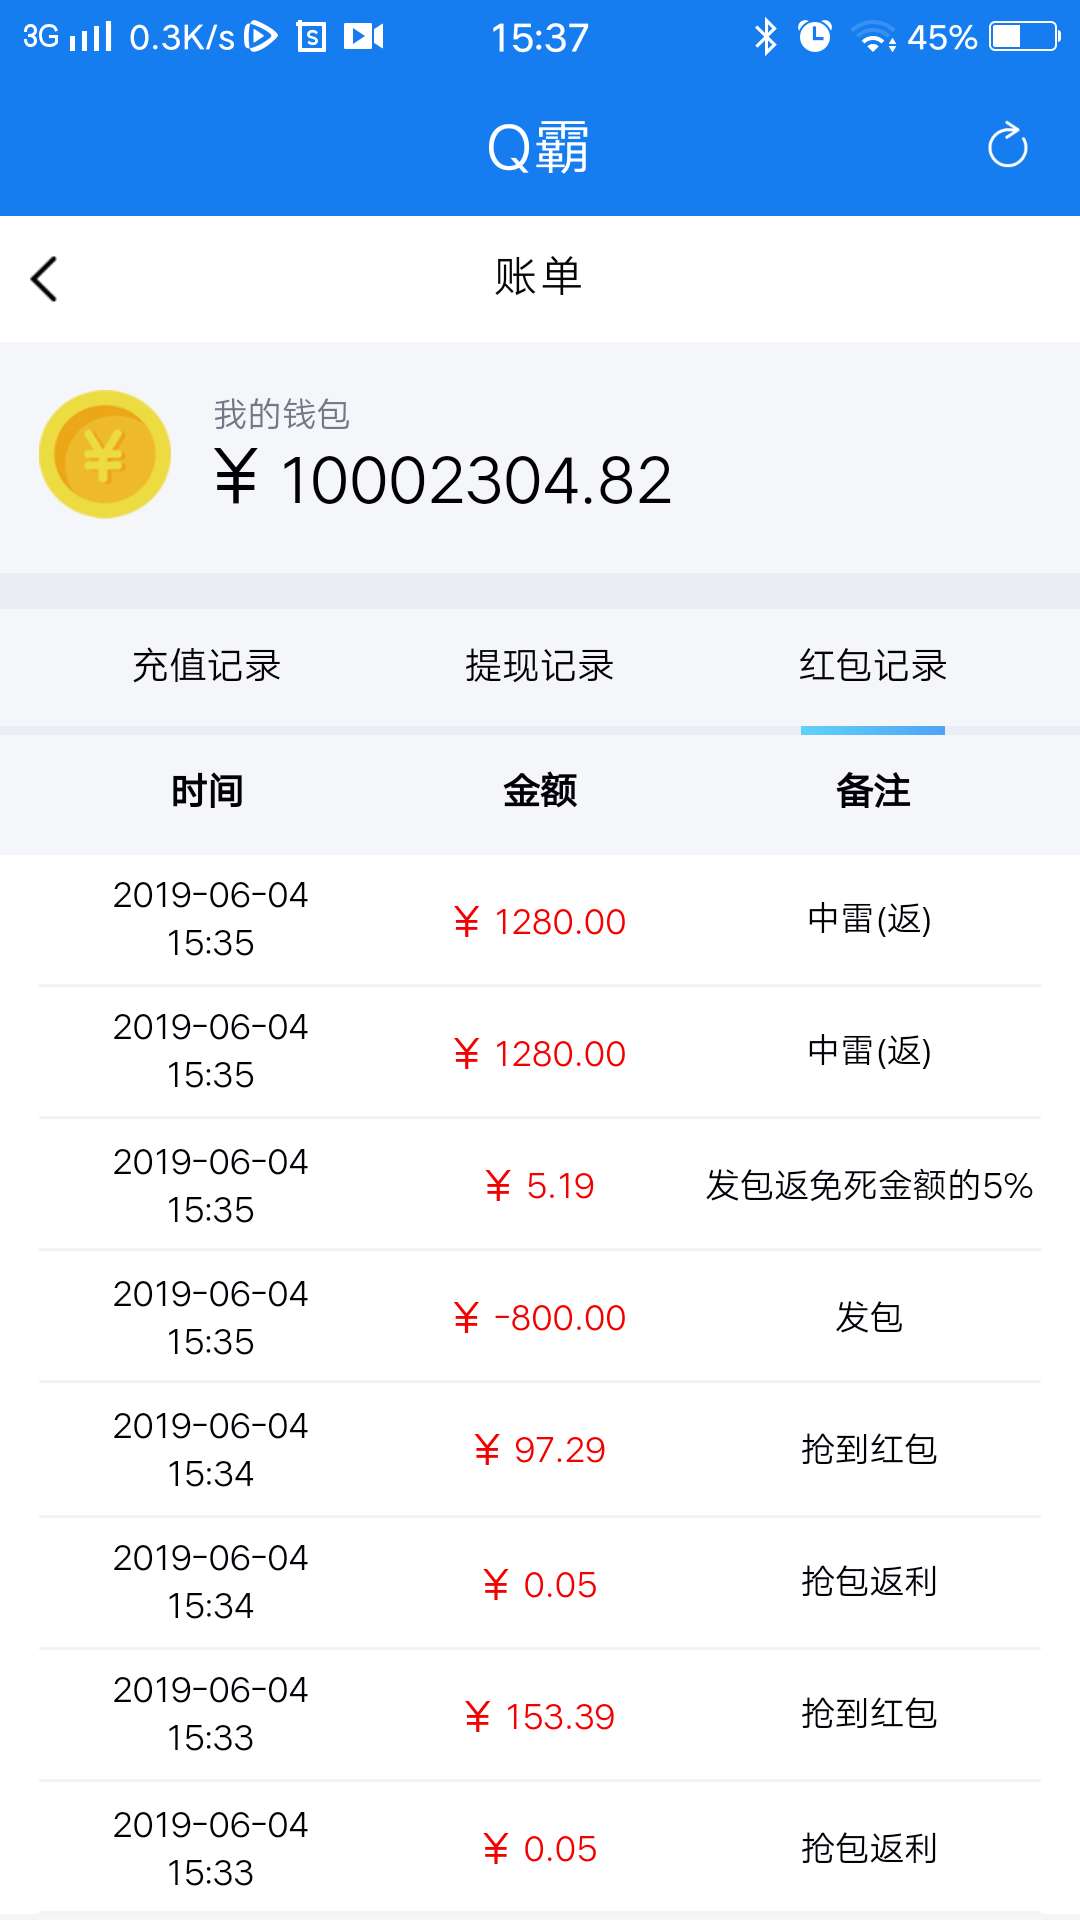 3G 0.3K/s 15:37 45%
Q霸
账单
我的钱包
¥ 10002304.82
充值记录 提现记录 红包记录
时间 金额 备注
2019-06-04 15:35 ¥ 1280.00 中雷(返)
2019-06-04 15:35 ¥ 1280.00 中雷(返)
2019-06-04 15:35 ¥ 5.19 发包返免死金额的5%
2019-06-04 15:35 ¥ -800.00 发包
2019-06-04 15:34 ¥ 97.29 抢到红包
2019-06-04 15:34 ¥ 0.05 抢包返利
2019-06-04 15:33 ¥ 153.39 抢到红包
2019-06-04 15:33 ¥ 0.05 抢包返利